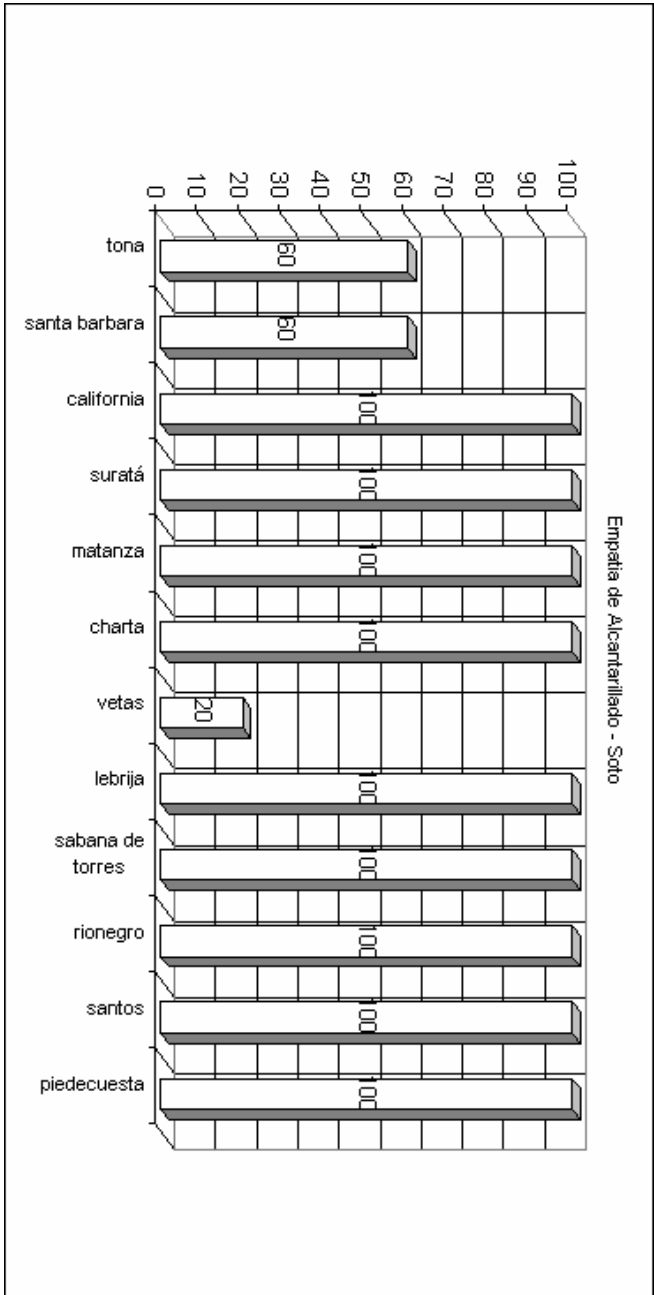 Empatia de Alcantarillado - Soto
100
90
80
70
60
50
40
30
20
10
0
60
60
100
100
100
100
20
100
100
100
100
100
tona
santa barbara
california
suratá
matanza
charta
vetas
lebrija
sabana de
torres
rionegro
santos
piedecuesta